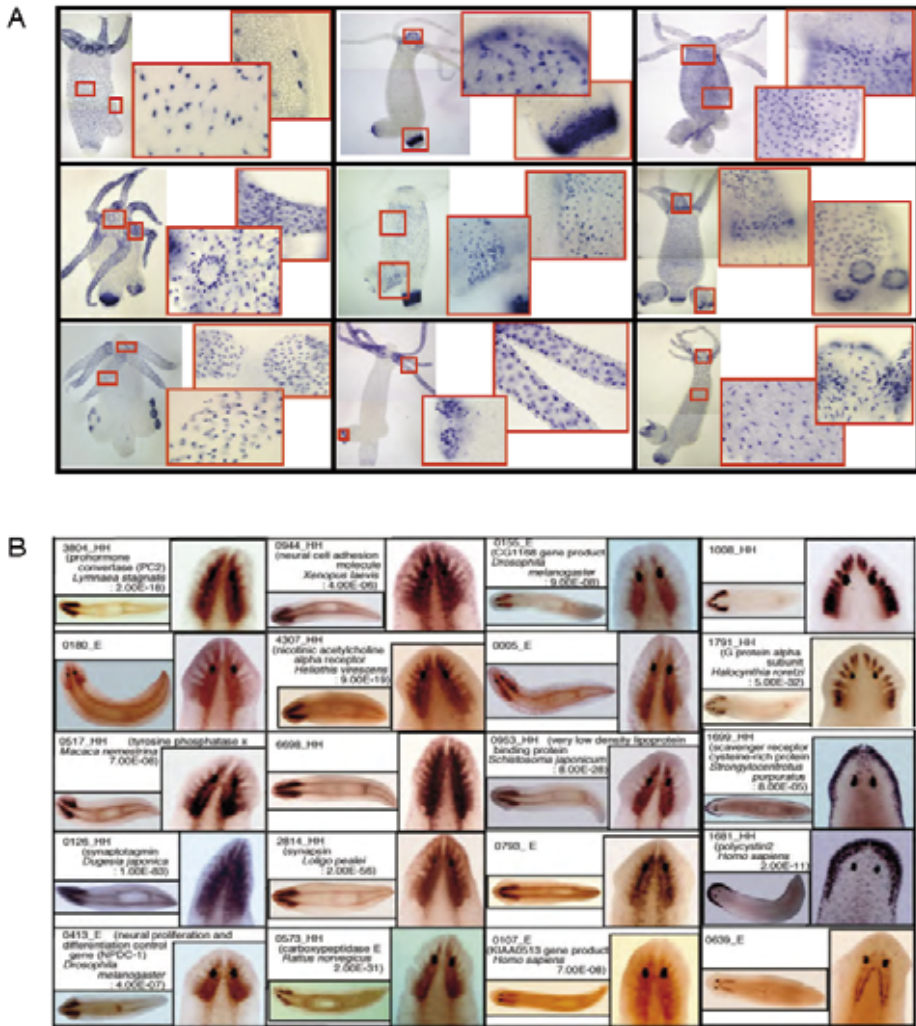 A
B
3804_HH
(prohormone
convertase (PC2)
Lymnaea stagnalis
: 2.00E-18)
0944_HH
(neural cell adhesion
molecule
Xenopus laevis
: 4.00E-06)
0155_E
(CG1168 gene product
Drosophila
melanogaster
: 9.00E-08)
1008_HH
0180_E
4307_HH
(nicotinic acetylcholine
alpha receptor
Heliothis virescens
: 9.00E-19)
0005_E
1791_HH
(G protein alpha
subunit
Halocynthia roretzi
: 5.00E-32)
0517_HH (tyrosine phosphatase x
Macaca nemestrina
7.00E-06)
6698_HH
0953_HH (very low density lipoprotein
binding protein
Schistosoma japonicum
: 8.00E-28)
1699_HH
(scavenger receptor
cysteine-rich protein
Strongylocentrotus
purpuratus
: 8.00E-05)
0126_HH
(synaptotagmin
Dugesia japonica
: 1.00E-83)
2814_HH
(synapsin
Loligo pealei
: 2.00E-56)
0793_E
1681_HH
(polycystin2
Homo sapiens
2.00E-11)
0413_E (neural proliferation and
differentiation control
gene (NPDC-1)
Drosophila
melanogaster
: 4.00E-07)
0573_HH
(carboxypeptidase E
Rattus norvegicus
2.00E-31)
0107_E
(KIAA0513 gene product
Homo sapiens
7.00E-08)
0639_E